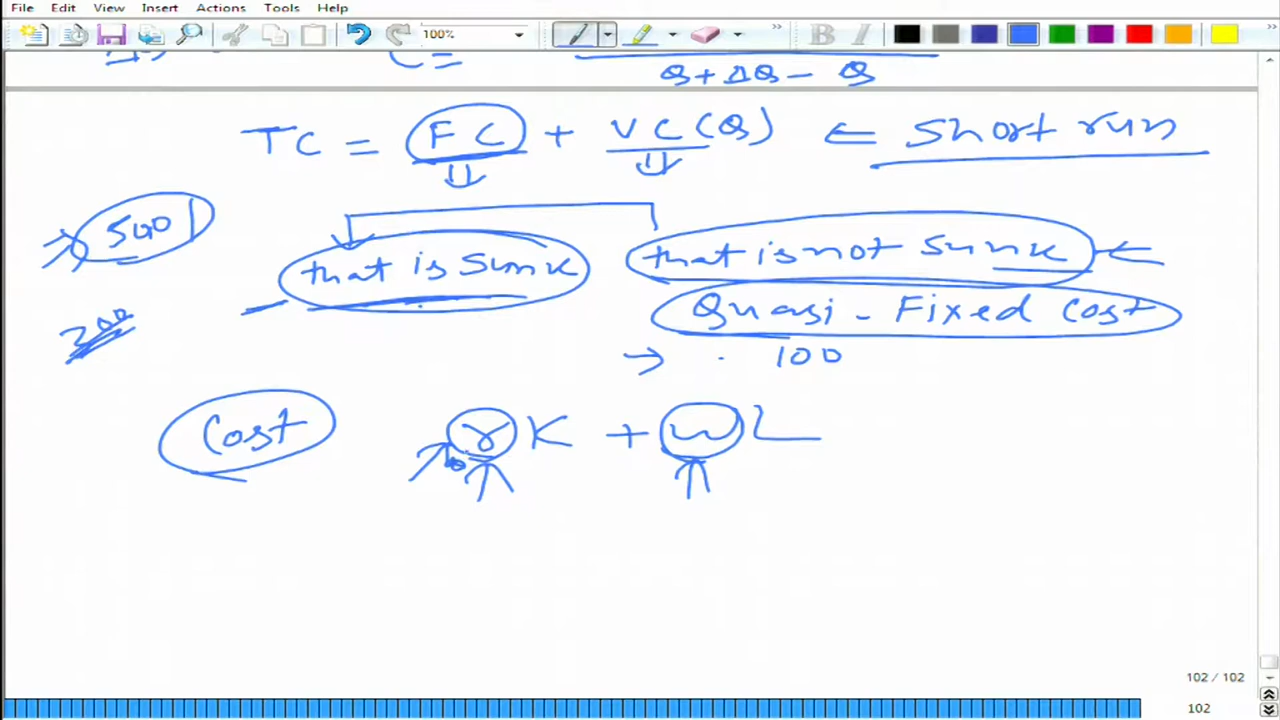 File Edit View Insert Actions Tools Help
100%
Q + ΔQ - Q
TC = FC + VC(Q) ⇐ Short run
500
that is sunk that is not sunk
Quasi - Fixed Cost
200
→ 100
Cost r K + w L
102 / 102
102